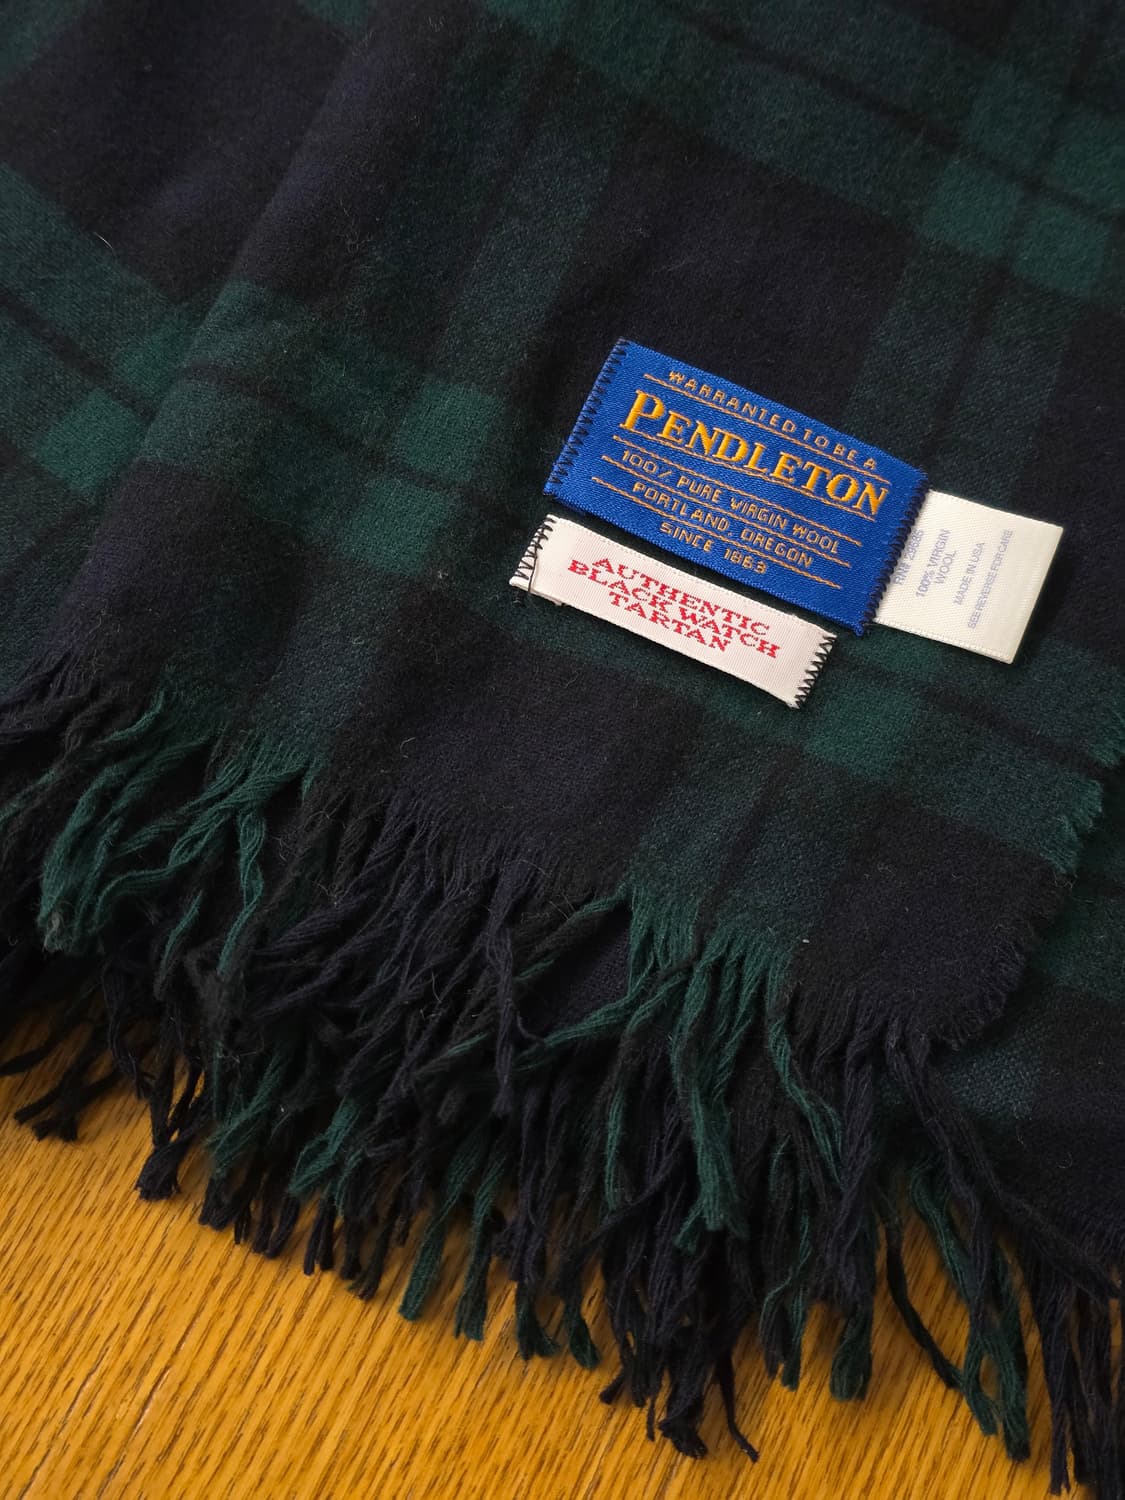 WARRANTED TO BE A
PENDLETON
100% PURE VIRGIN WOOL
PORTLAND, OREGON
SINCE 1863
AUTHENTIC
BLACK WATCH
TARTAN
100% VIRGIN
WOOL
MADE IN USA
SEE REVERSE FOR CARE